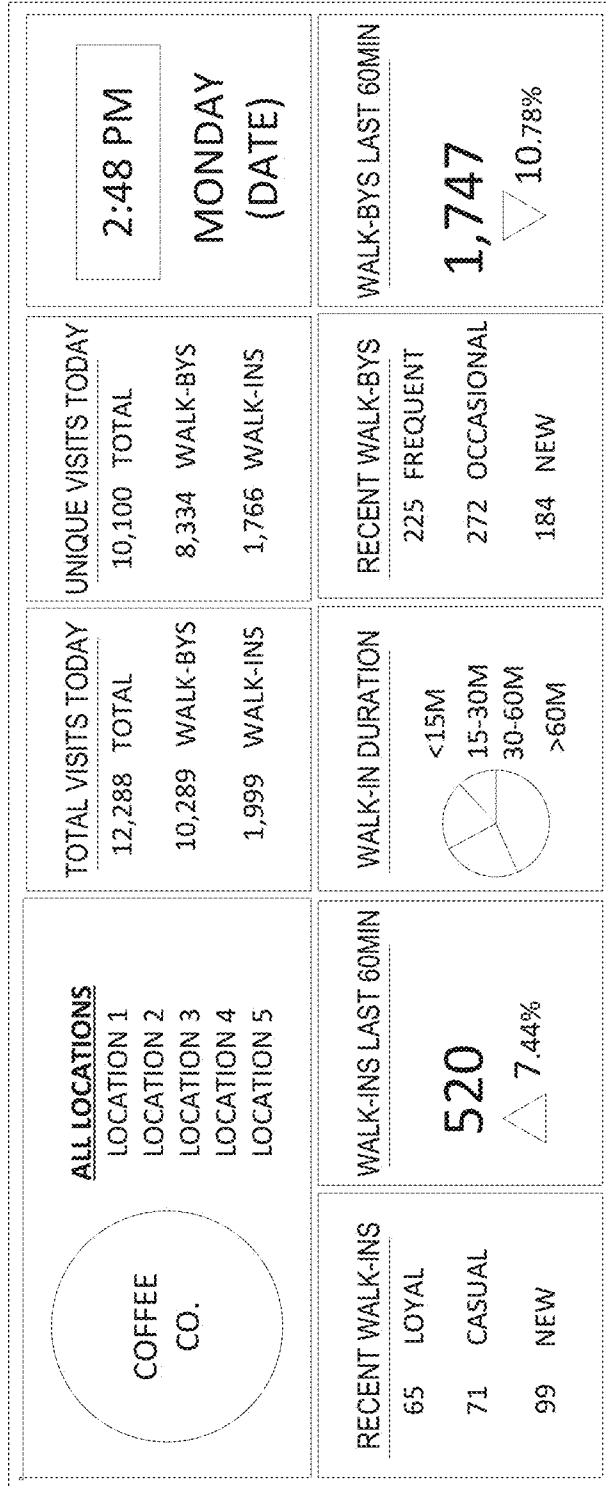 COFFEE
CO.
ALL LOCATIONS
LOCATION 1
LOCATION 2
LOCATION 3
LOCATION 4
LOCATION 5
TOTAL VISITS TODAY
12,288 TOTAL
10,289 WALK-BYS
1,999 WALK-INS
UNIQUE VISITS TODAY
10,100 TOTAL
8,334 WALK-BYS
1,766 WALK-INS
2:48 PM
MONDAY
(DATE)
RECENT WALK-INS
65 LOYAL
71 CASUAL
99 NEW
WALK-INS LAST 60MIN
520
7.44%
WALK-IN DURATION
<15M
15-30M
30-60M
>60M
RECENT WALK-BYS
225 FREQUENT
272 OCCASIONAL
184 NEW
WALK-BYS LAST 60MIN
1,747
10.78%